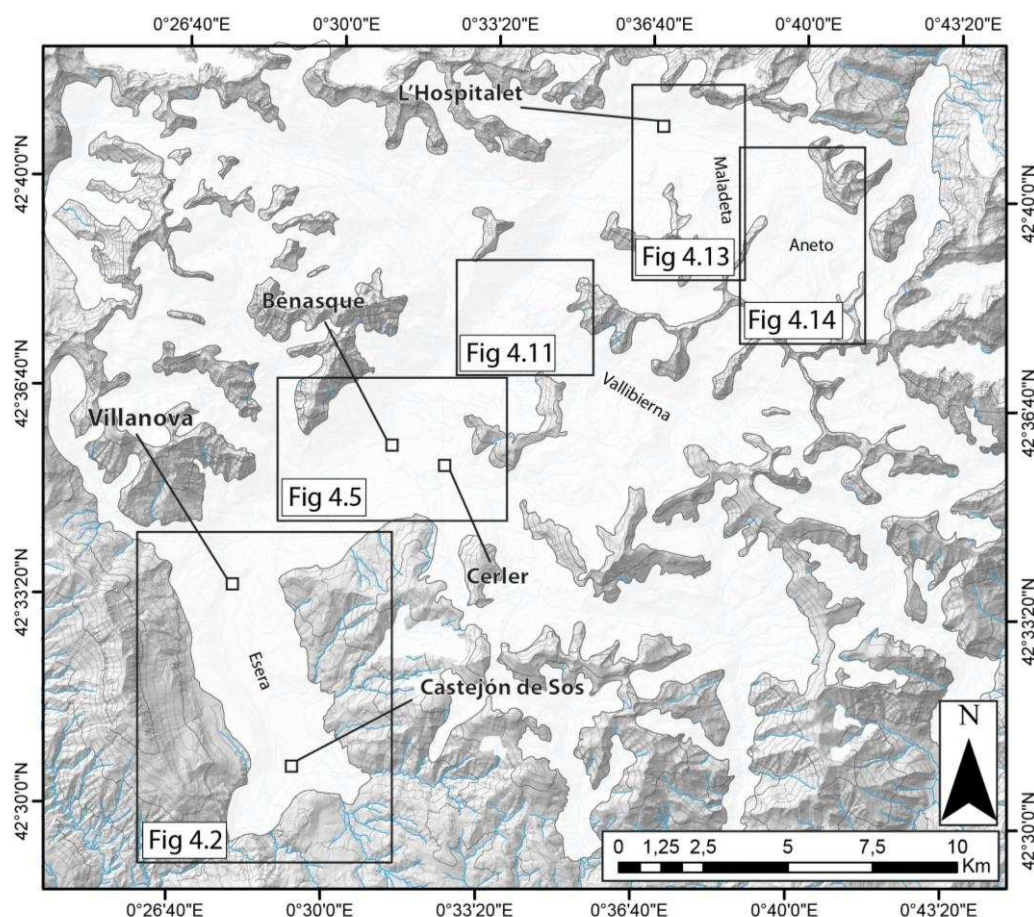 0°26'40"E 0°30'0"E 0°33'20"E 0°36'40"E 0°40'0"E 0°43'20"E
L'Hospitalet
42°40'0"N
42°40'0"N
Maladeta
Aneto
Fig 4.13
Bénasque
Fig 4.14
Fig 4.11
42°36'40"N
Vallibierna
42°36'40"N
Villanova
Fig 4.5
Cerler
42°33'20"N
42°33'20"N
Esera
Castejón de Sos
N
42°30'0"N
42°30'0"N
Fig 4.2
0 1,25 2,5 5 7,5 10
Km
0°26'40"E 0°30'0"E 0°33'20"E 0°36'40"E 0°40'0"E 0°43'20"E